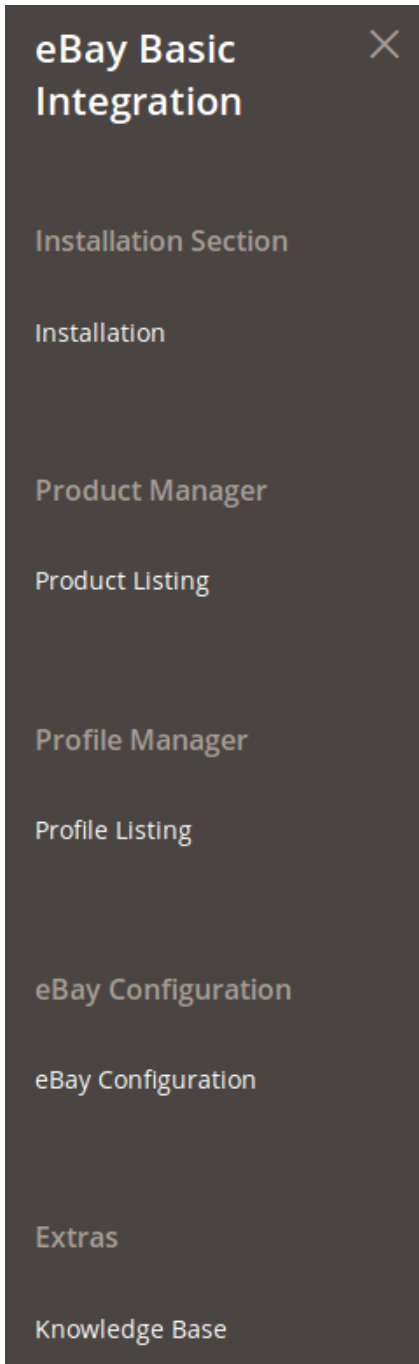 eBay Basic
Integration
Installation Section
Installation
Product Manager
Product Listing
Profile Manager
Profile Listing
eBay Configuration
eBay Configuration
Extras
Knowledge Base